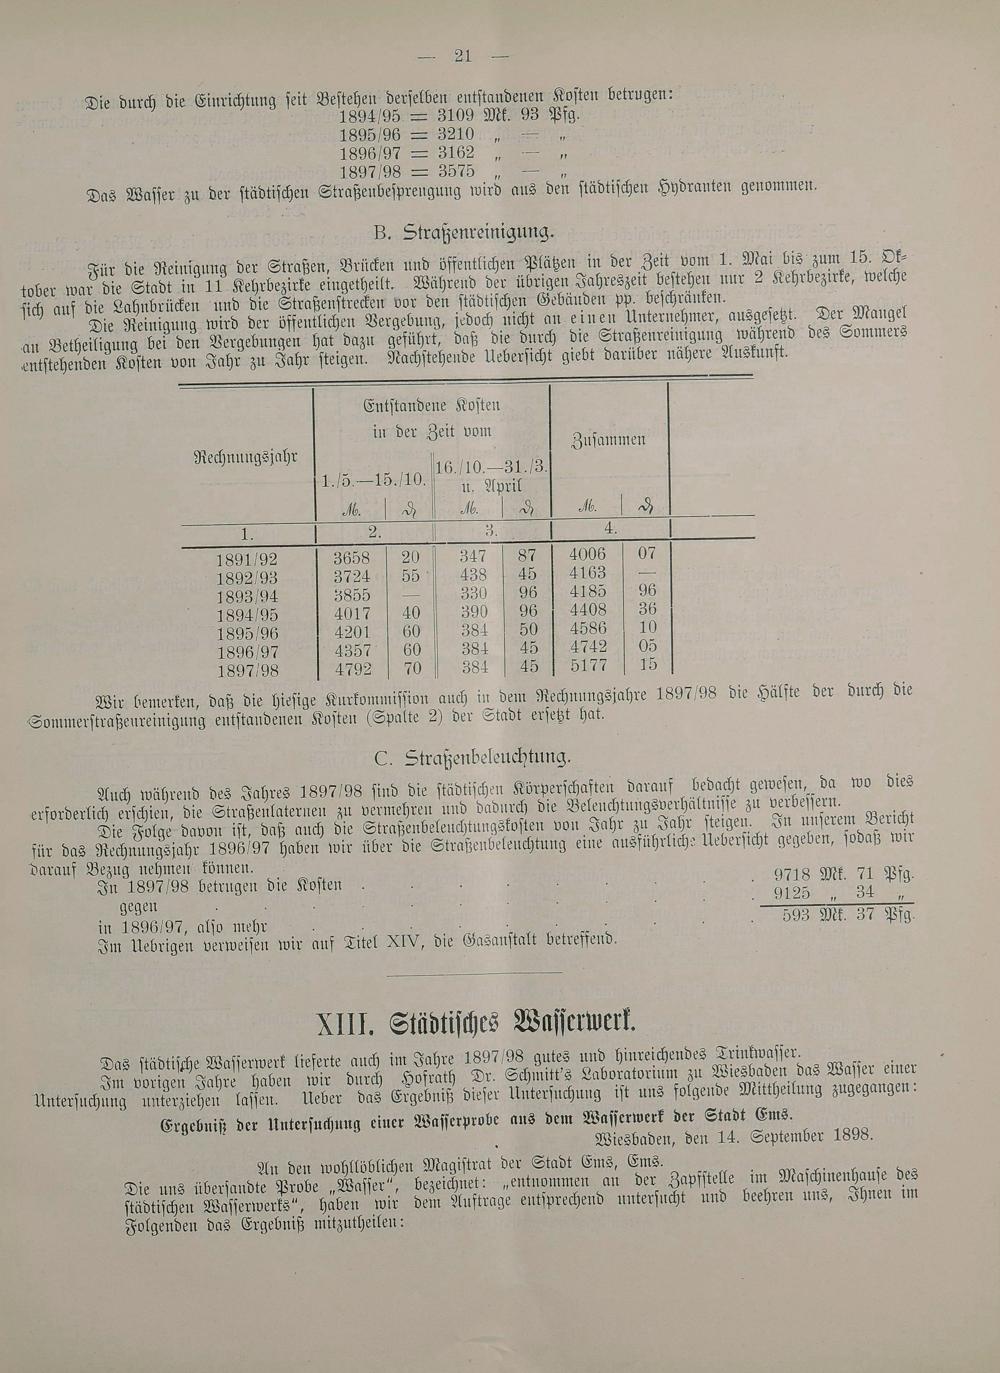 — 21 —
Die durch die Einrichtung seit Bestehen derselben entstandenen Kosten betrugen:
1894/95 = 3109 Mk. 93 Pfg.
1895/96 = 3210 „ — „
1896/97 = 3162 „ — „
1897/98 = 3575 „ — „
Das Wasser zu der städtischen Straßenbesprengung wird aus den städtischen Hydranten genommen.
B. Straßenreinigung.
Für die Reinigung der Straßen, Brücken und öffentlichen Plätzen in der Zeit vom 1. Mai bis zum 15. Ok-
tober war die Stadt in 11 Kehrbezirke eingetheilt. Während der übrigen Jahreszeit bestehen nur 2 Kehrbezirke, welche
sich auf die Lahnbrücken und die Straßenstrecken vor den städtischen Gebäuden pp. beschränken.
Die Reinigung wird der öffentlichen Vergebung, jedoch nicht an einen Unternehmer, ausgesetzt. Der Mangel
an Betheiligung bei den Vergebungen hat dazu geführt, daß die durch die Straßenreinigung während des Sommers
entstehenden Kosten von Jahr zu Jahr steigen. Nachstehende Uebersicht giebt darüber nähere Auskunft.
Entstandene Kosten
in der Zeit vom
Zusammen
Rechnungsjahr
1./5.—15./10. 16./10.—31./3.
u. April
M. ₰ M. ₰ M. ₰
1. 2. 3. 4.
1891/92 3658 20 347 87 4006 07
1892/93 3724 55 438 45 4163 —
1893/94 3855 — 330 96 4185 96
1894/95 4017 40 390 96 4408 36
1895/96 4201 60 384 50 4586 10
1896/97 4357 60 384 45 4742 05
1897/98 4792 70 384 45 5177 15
Wir bemerken, daß die hiesige Kurkommission auch in dem Rechnungsjahre 1897/98 die Hälfte der durch die
Sommerstraßenreinigung entstandenen Kosten (Spalte 2) der Stadt ersetzt hat.
C. Straßenbeleuchtung.
Auch während des Jahres 1897/98 sind die städtischen Körperschaften darauf bedacht gewesen, da wo dies
erforderlich erschien, die Straßenlaternen zu vermehren und dadurch die Beleuchtungsverhältnisse zu verbessern.
Die Folge davon ist, daß auch die Straßenbeleuchtungskosten von Jahr zu Jahr steigen. In unserem Bericht
für das Rechnungsjahr 1896/97 haben wir über die Straßenbeleuchtung eine ausführliche Uebersicht gegeben, sodaß wir
darauf Bezug nehmen können.
In 1897/98 betrugen die Kosten . . . . . . . . 9718 Mk. 71 Pfg.
gegen . . . . . . . . . . 9125 „ 34 „
in 1896/97, also mehr . . . . . . . . 593 Mk. 37 Pfg.
Im Uebrigen verweisen wir auf Titel XIV, die Gasanstalt betreffend.
XIII. Städtisches Wasserwerk.
Das städtische Wasserwerk lieferte auch im Jahre 1897/98 gutes und hinreichendes Trinkwasser.
Im vorigen Jahre haben wir durch Hofrath Dr. Schmitt's Laboratorium zu Wiesbaden das Wasser einer
Untersuchung unterziehen lassen. Ueber das Ergebniß dieser Untersuchung ist uns folgende Mittheilung zugegangen:
Ergebniß der Untersuchung einer Wasserprobe aus dem Wasserwerk der Stadt Ems.
Wiesbaden, den 14. September 1898.
An den wohllöblichen Magistrat der Stadt Ems, Ems.
Die uns übersandte Probe „Wasser“, bezeichnet: „entnommen an der Zapfstelle im Maschinenhause des
städtischen Wasserwerks“, haben wir dem Auftrage entsprechend untersucht und beehren uns, Ihnen im
Folgenden das Ergebniß mitzutheilen: